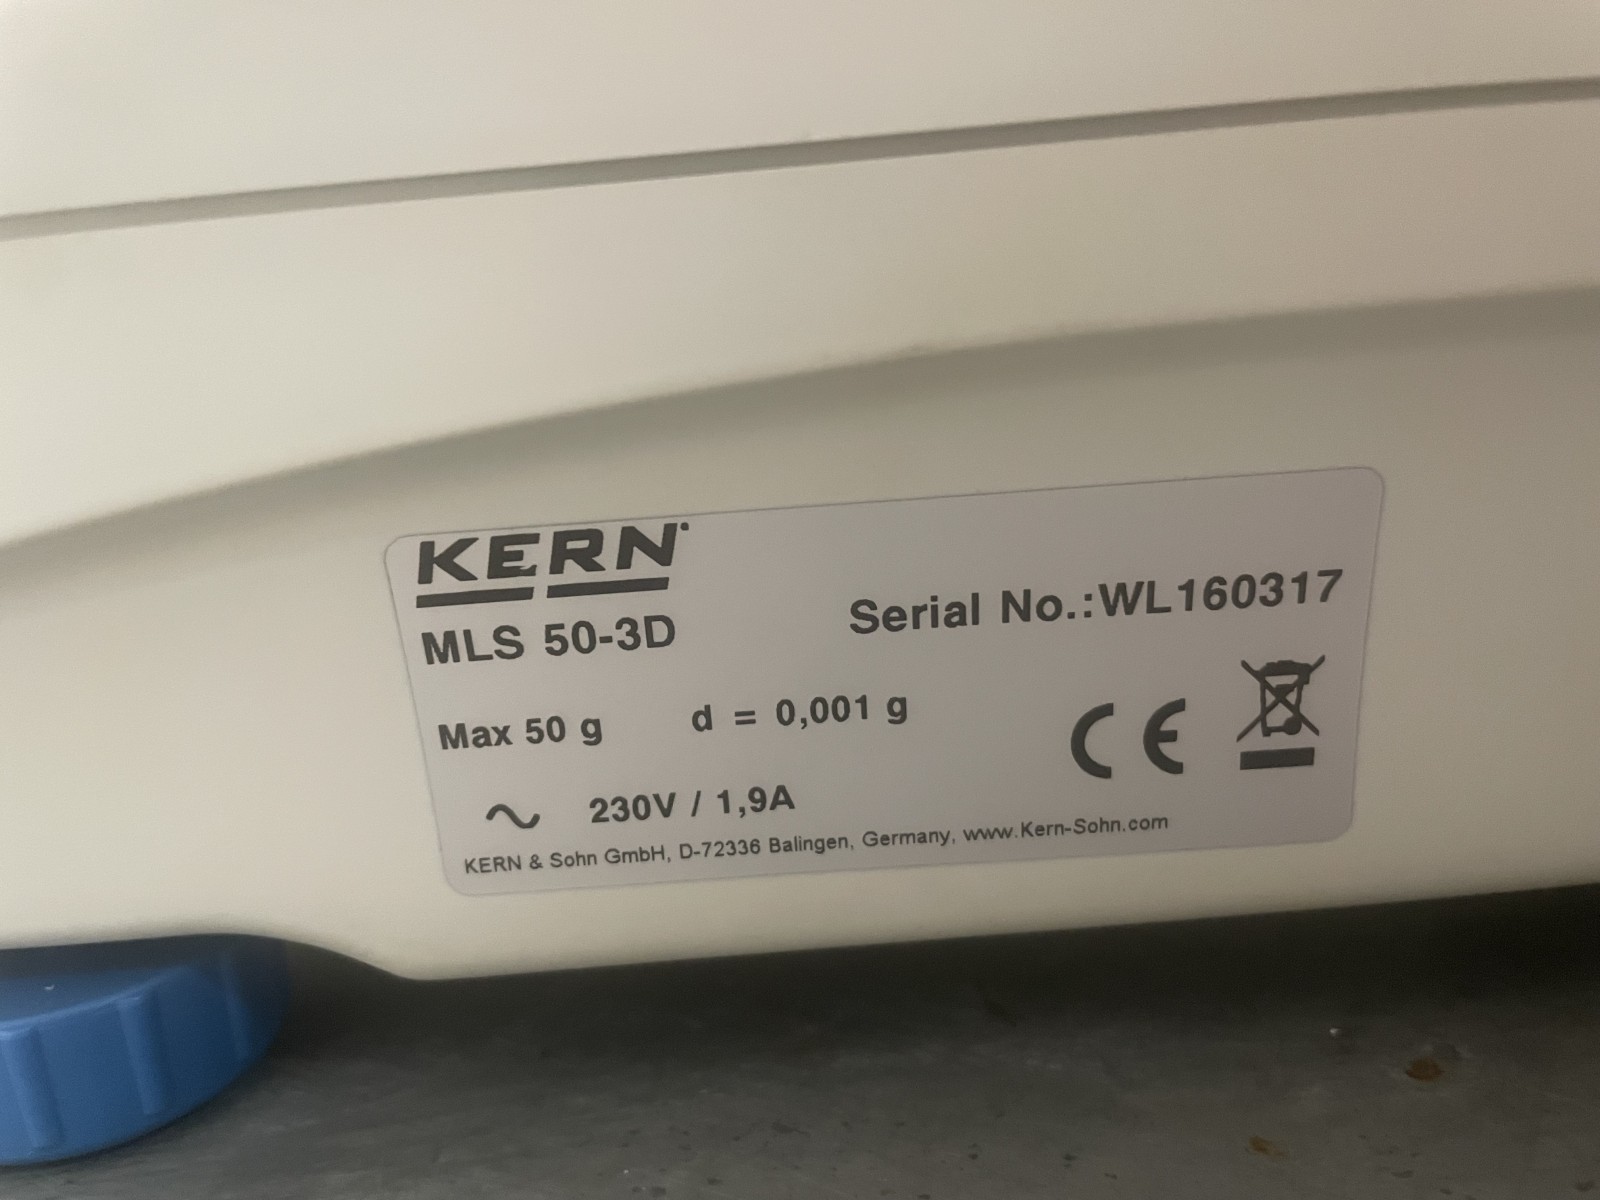 KERN
MLS 50-3D
Serial No.:WL160317
Max 50 g d = 0,001 g
CE
~ 230V / 1,9A
KERN & Sohn GmbH, D-72336 Balingen, Germany, www.Kern-Sohn.com